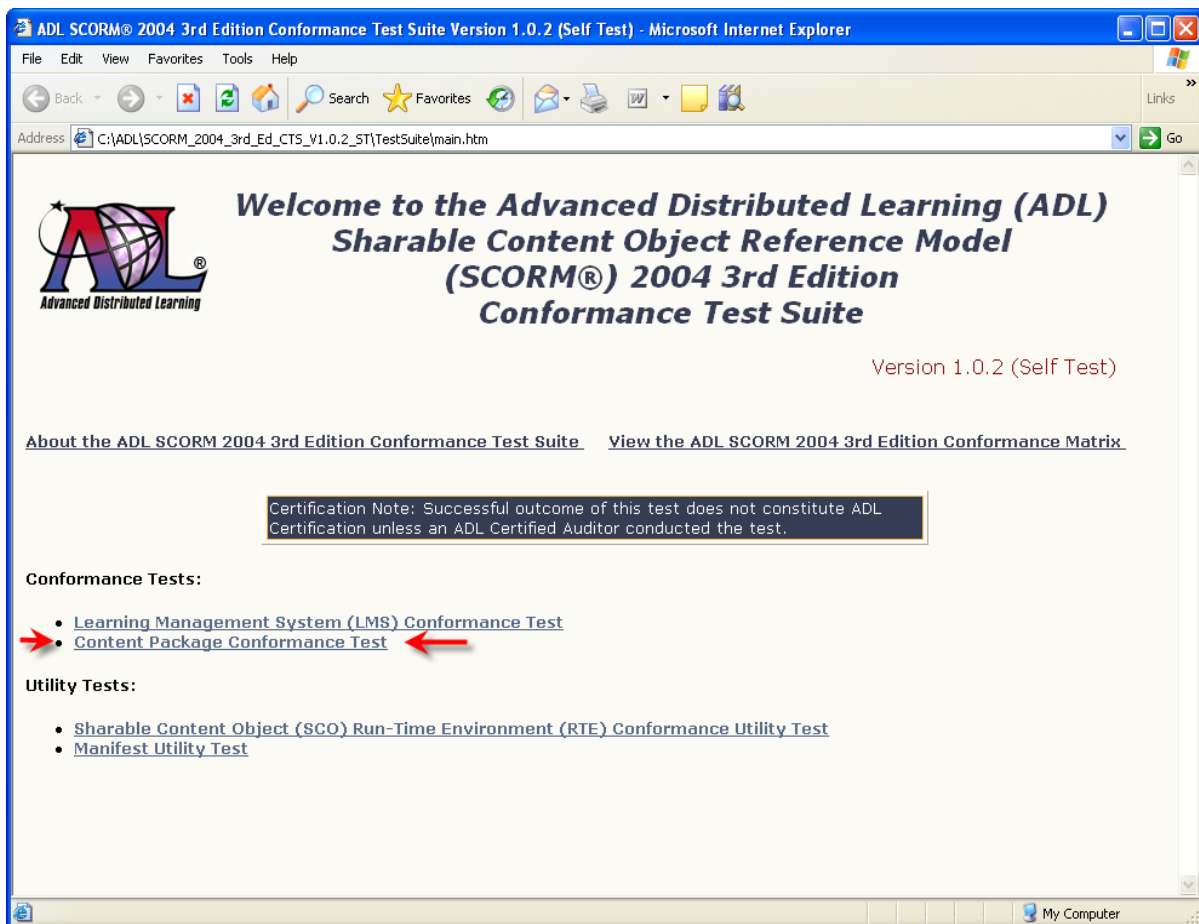 ADL SCORM® 2004 3rd Edition Conformance Test Suite Version 1.0.2 (Self Test) - Microsoft Internet Explorer
File Edit View Favorites Tools Help
Back Search Favorites Links
Address C:\ADL\SCORM_2004_3rd_Ed_CTS_V1.0.2_ST\TestSuite\main.htm Go
ADL®
Advanced Distributed Learning
Welcome to the Advanced Distributed Learning (ADL)
Sharable Content Object Reference Model
(SCORM®) 2004 3rd Edition
Conformance Test Suite
Version 1.0.2 (Self Test)
About the ADL SCORM 2004 3rd Edition Conformance Test Suite View the ADL SCORM 2004 3rd Edition Conformance Matrix
Certification Note: Successful outcome of this test does not constitute ADL
Certification unless an ADL Certified Auditor conducted the test.
Conformance Tests:
• Learning Management System (LMS) Conformance Test
• Content Package Conformance Test
Utility Tests:
• Sharable Content Object (SCO) Run-Time Environment (RTE) Conformance Utility Test
• Manifest Utility Test
My Computer